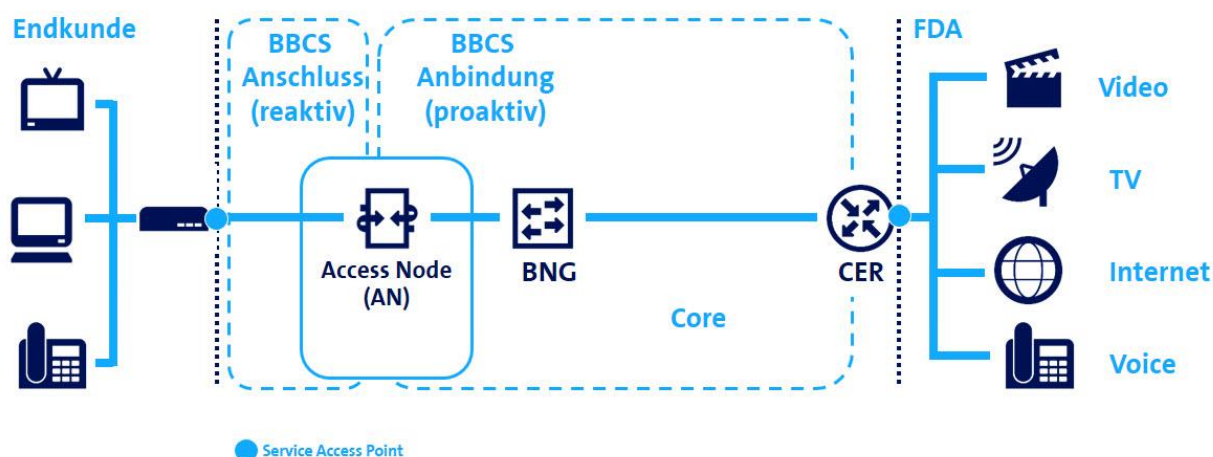 Endkunde
BBCS
Anschluss
(reaktiv)
BBCS
Anbindung
(proaktiv)
FDA
Video
TV
Access Node
(AN)
BNG
CER
Internet
Core
Voice
Service Access Point